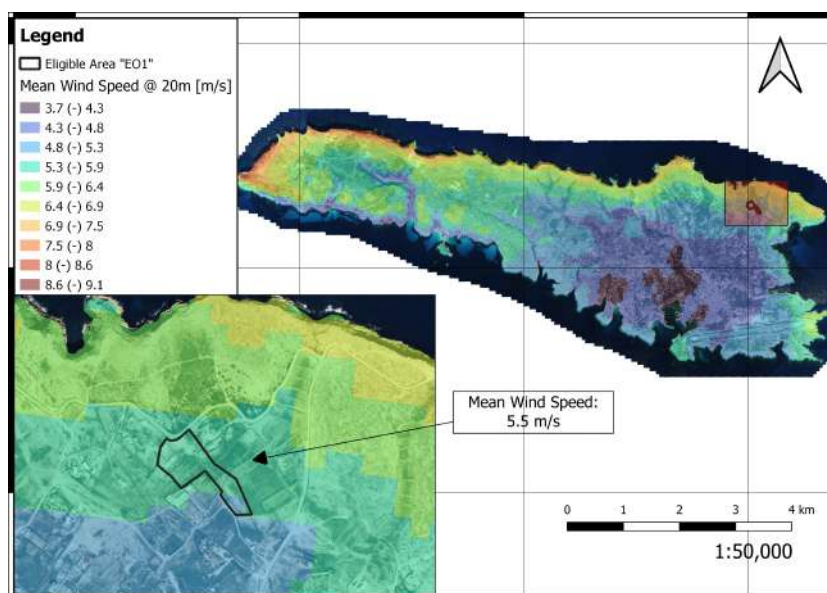 Legend
Eligible Area "EO1"
Mean Wind Speed @ 20m [m/s]
3.7 (-) 4.3
4.3 (-) 4.8
4.8 (-) 5.3
5.3 (-) 5.9
5.9 (-) 6.4
6.4 (-) 6.9
6.9 (-) 7.5
7.5 (-) 8
8 (-) 8.6
8.6 (-) 9.1
Mean Wind Speed:
5.5 m/s
0 1 2 3 4 km
1:50,000